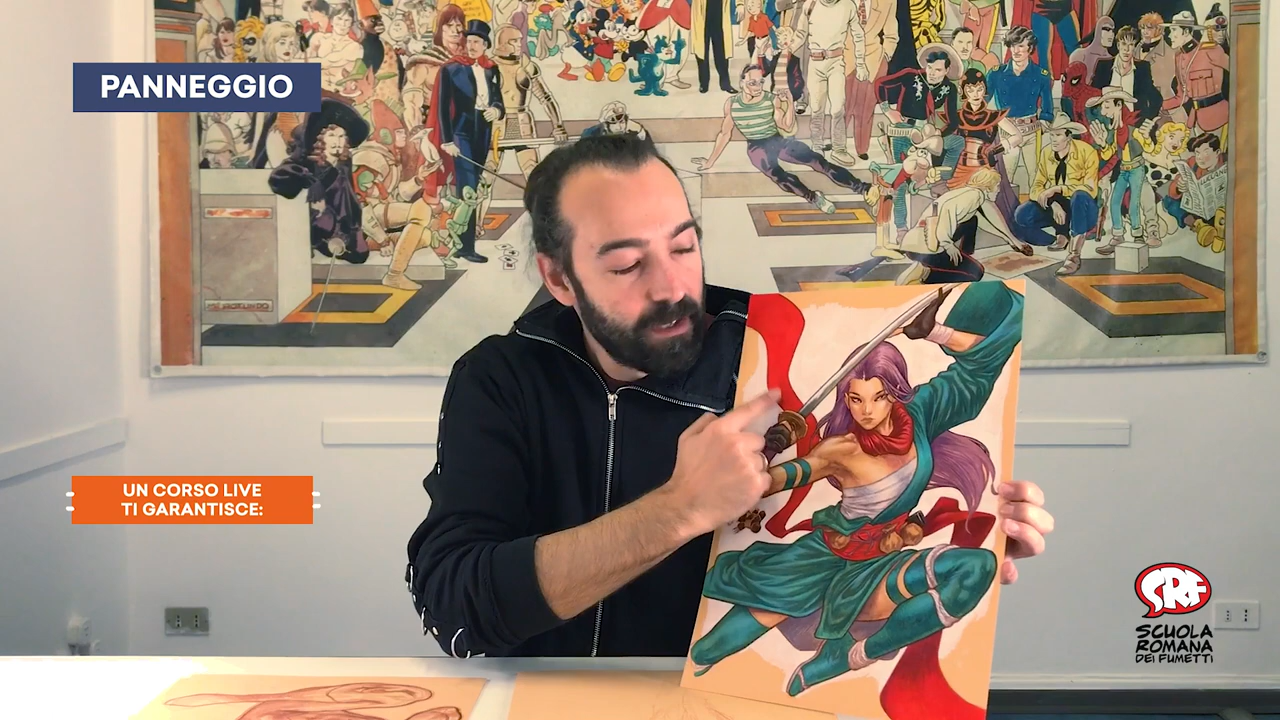 PANNEGGIO
UN CORSO LIVE
TI GARANTISCE:
SRF
SCUOLA
ROMANA
DEI FUMETTI